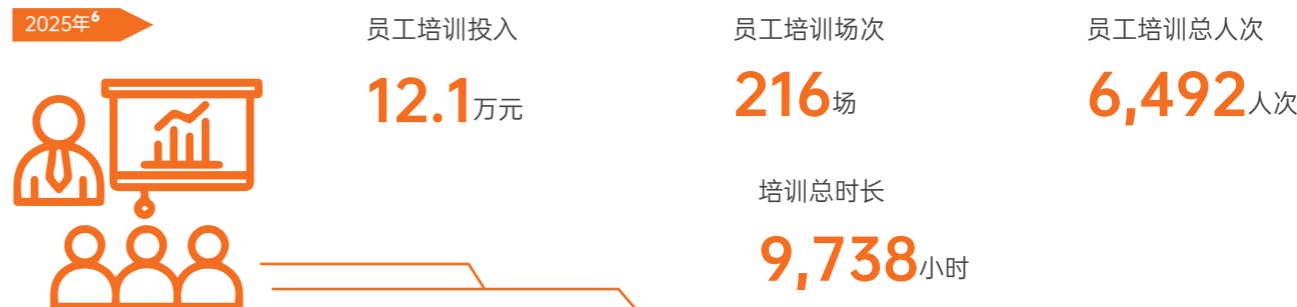 2025年6
员工培训投入
12.1万元
员工培训场次
216场
员工培训总人次
6,492人次
培训总时长
9,738小时